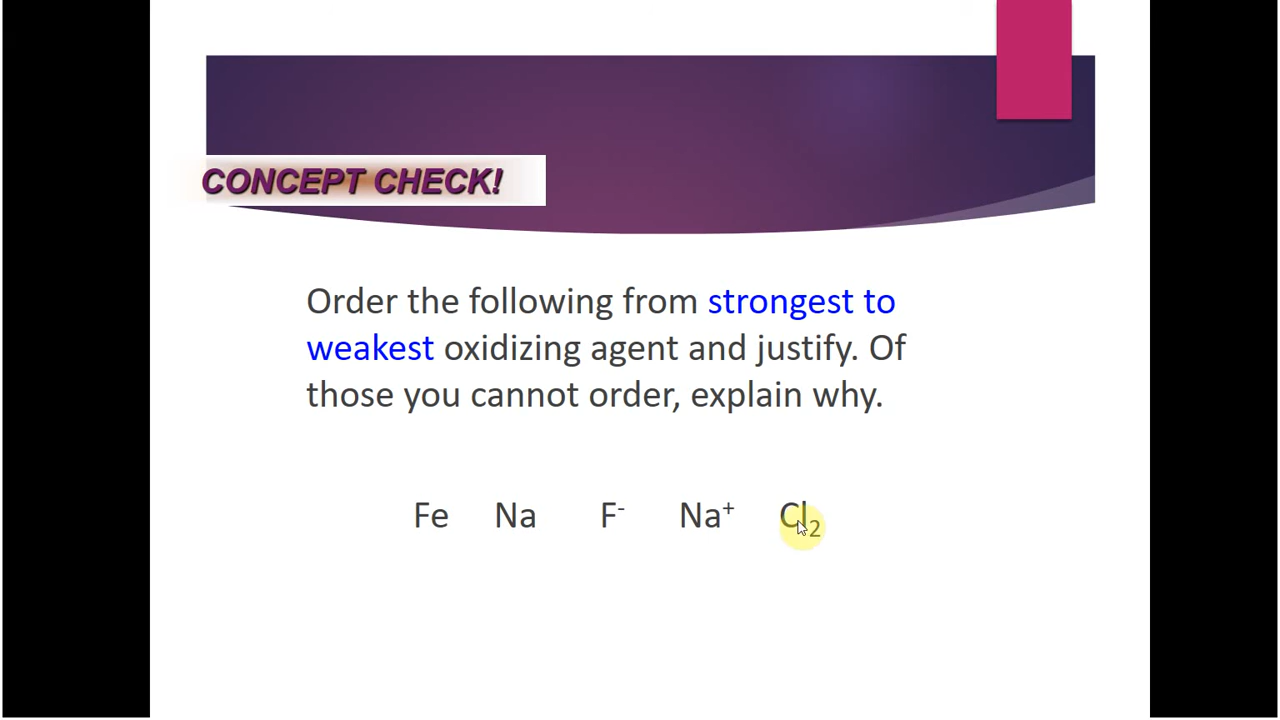 CONCEPT CHECK!
Order the following from strongest to
weakest oxidizing agent and justify. Of
those you cannot order, explain why.
Fe Na F⁻ Na⁺ Cl₂